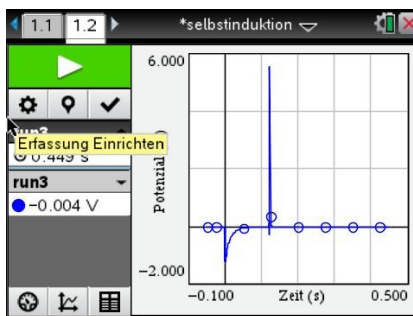 1.1 1.2 *selbstinduktion
6.000
Erfassung Einrichten
0.449 s
run3
-0.004 V
Potenzial
-2.000
-0.100 Zeit (s) 0.500